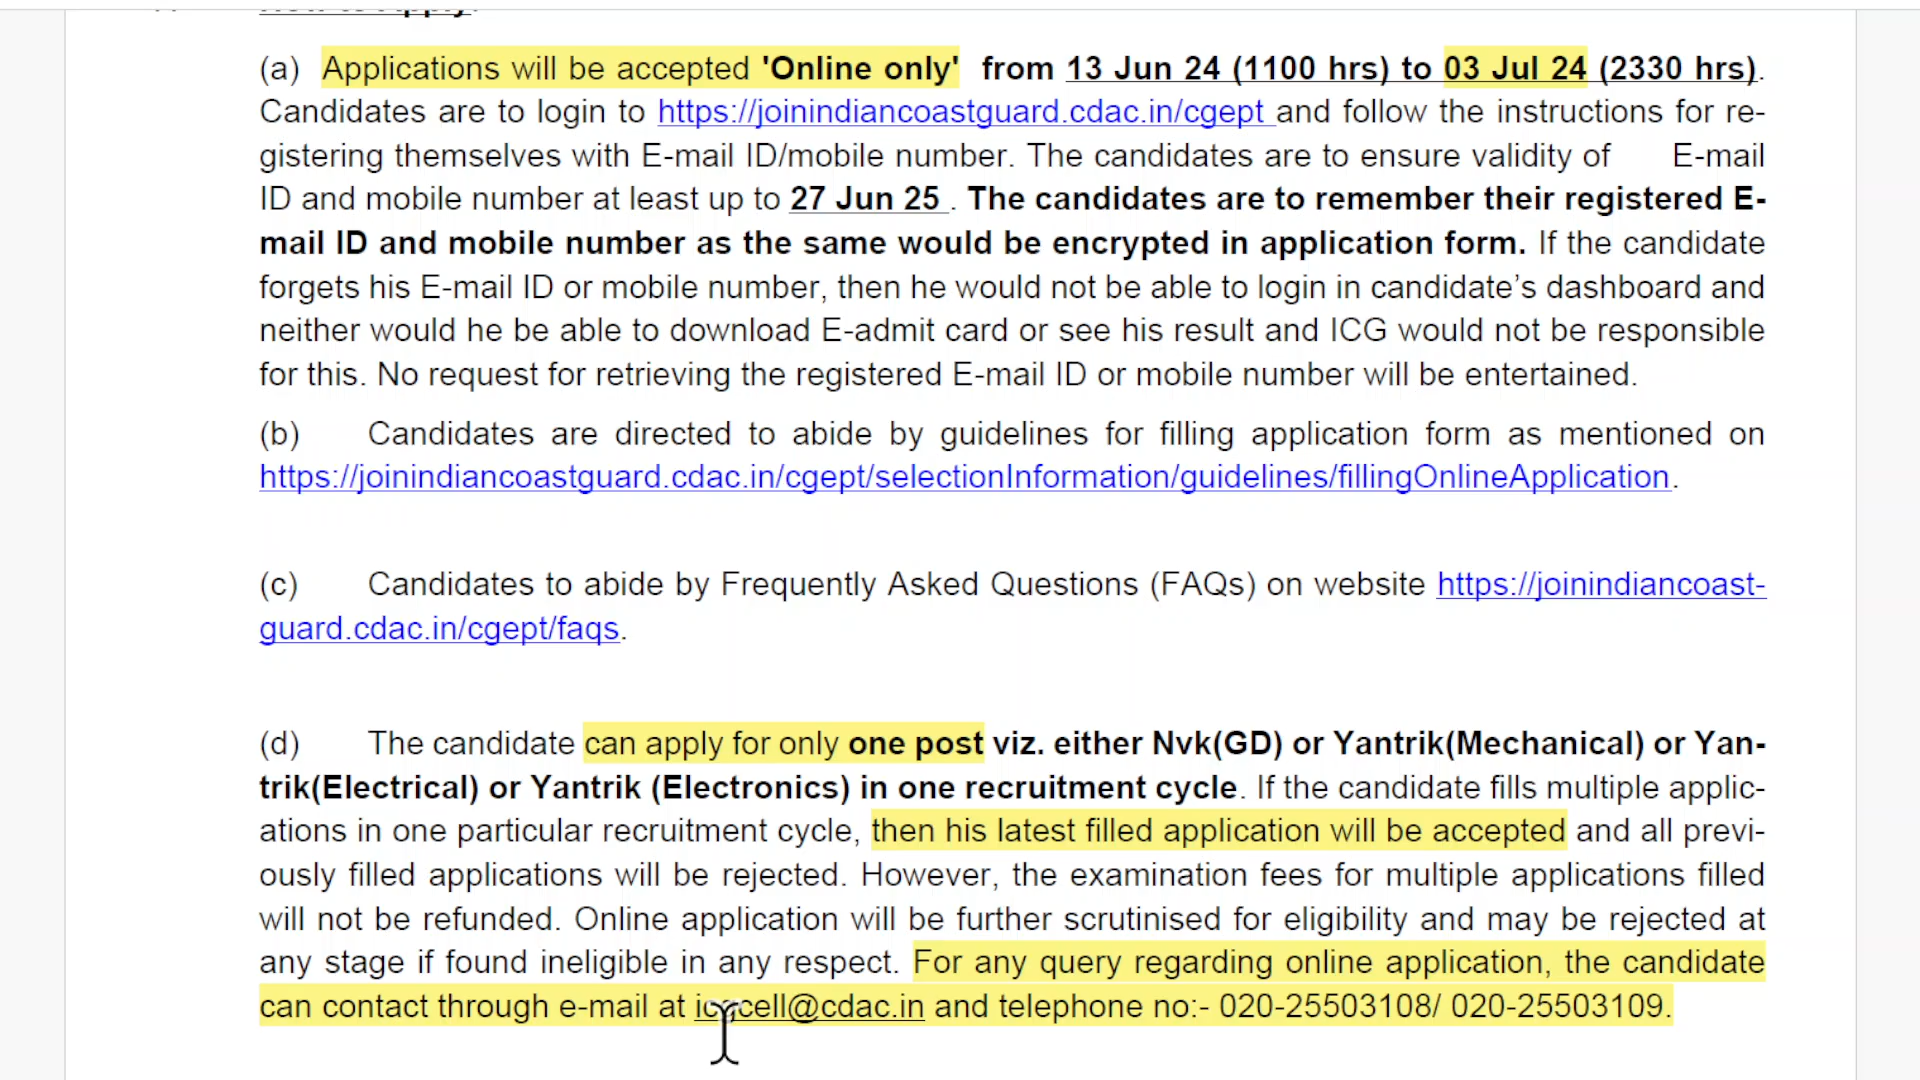 (a) Applications will be accepted 'Online only' from 13 Jun 24 (1100 hrs) to 03 Jul 24 (2330 hrs).
Candidates are to login to https://joinindiancoastguard.cdac.in/cgept and follow the instructions for re-
gistering themselves with E-mail ID/mobile number. The candidates are to ensure validity of E-mail
ID and mobile number at least up to 27 Jun 25 . The candidates are to remember their registered E-
mail ID and mobile number as the same would be encrypted in application form. If the candidate
forgets his E-mail ID or mobile number, then he would not be able to login in candidate’s dashboard and
neither would he be able to download E-admit card or see his result and ICG would not be responsible
for this. No request for retrieving the registered E-mail ID or mobile number will be entertained.
(b) Candidates are directed to abide by guidelines for filling application form as mentioned on
https://joinindiancoastguard.cdac.in/cgept/selectionInformation/guidelines/fillingOnlineApplication.
(c) Candidates to abide by Frequently Asked Questions (FAQs) on website https://joinindiancoast-
guard.cdac.in/cgept/faqs.
(d) The candidate can apply for only one post viz. either Nvk(GD) or Yantrik(Mechanical) or Yan-
trik(Electrical) or Yantrik (Electronics) in one recruitment cycle. If the candidate fills multiple applic-
ations in one particular recruitment cycle, then his latest filled application will be accepted and all previ-
ously filled applications will be rejected. However, the examination fees for multiple applications filled
will not be refunded. Online application will be further scrutinised for eligibility and may be rejected at
any stage if found ineligible in any respect. For any query regarding online application, the candidate
can contact through e-mail at and telephone no:- 020-25503108/ 020-25503109.